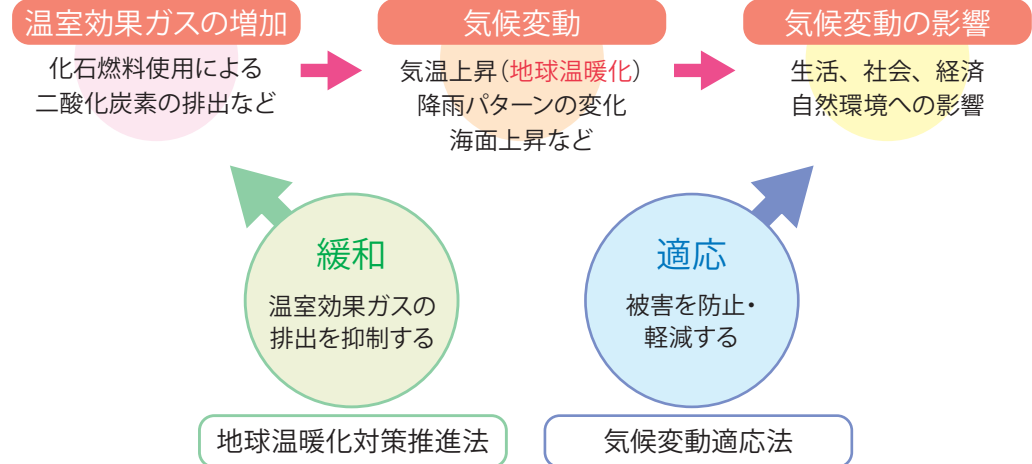 温室効果ガスの増加
化石燃料使用による
二酸化炭素の排出など
気候変動
気温上昇（地球温暖化）
降雨パターンの変化
海面上昇など
気候変動の影響
生活、社会、経済
自然環境への影響
緩和
温室効果ガスの
排出を抑制する
地球温暖化対策推進法
適応
被害を防止・
軽減する
気候変動適応法